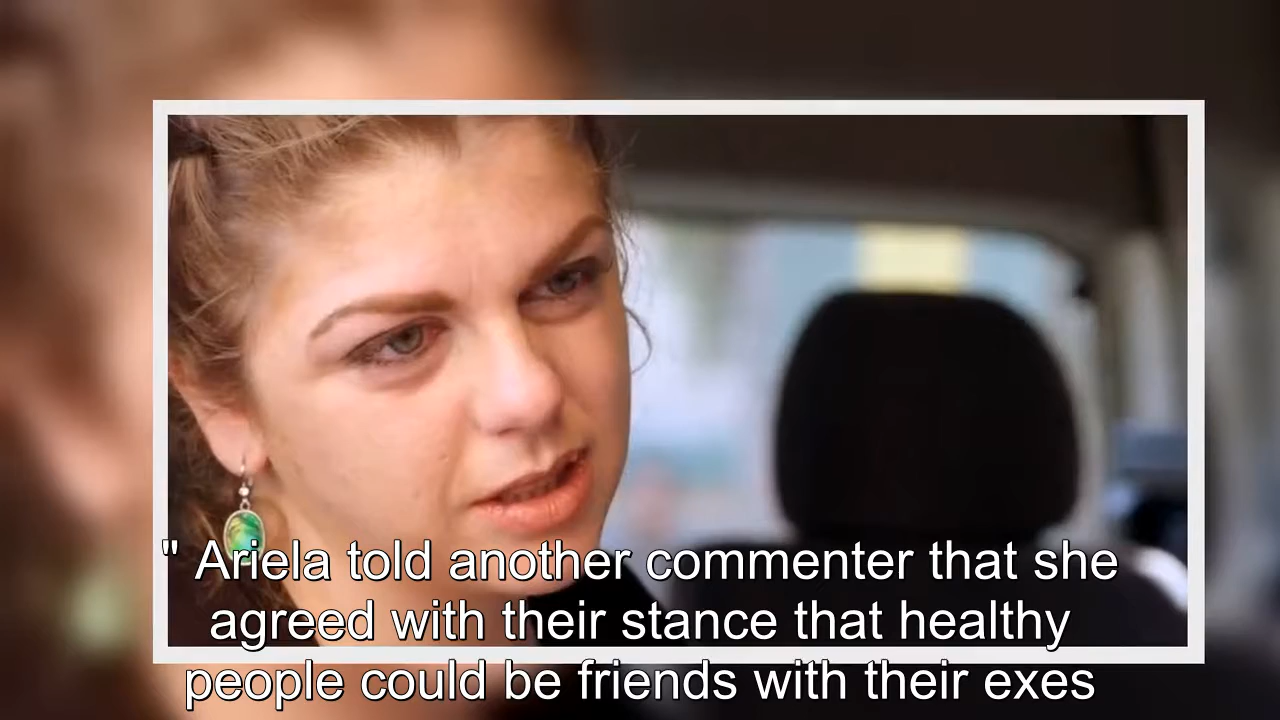 " Ariela told another commenter that she
agreed with their stance that healthy
people could be friends with their exes